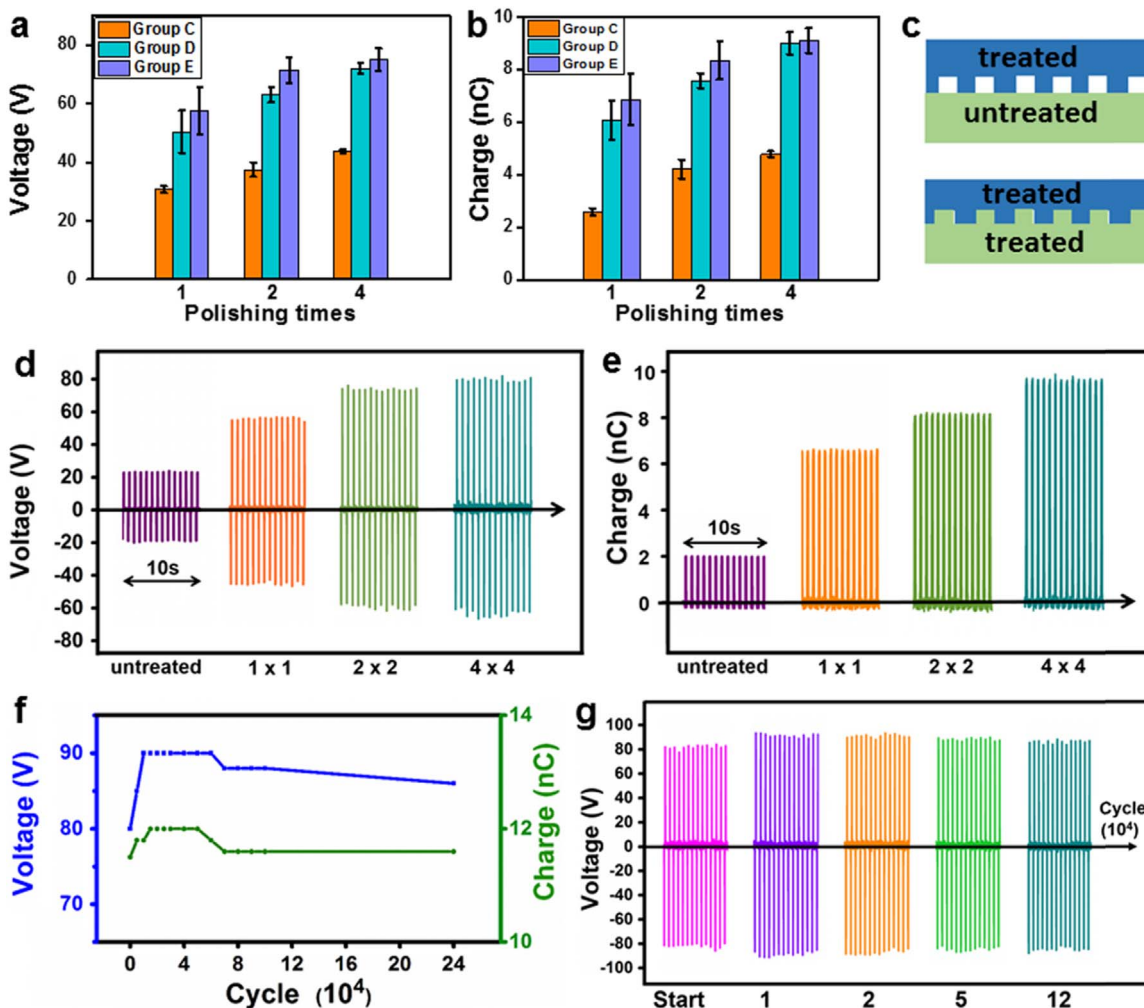 a
Voltage (V)
80
60
40
20
0
Group C
Group D
Group E
1
2
4
Polishing times
b
Charge (nC)
10
8
6
4
2
0
Group C
Group D
Group E
1
2
4
Polishing times
c
treated
untreated
treated
treated
d
Voltage (V)
80
60
40
20
0
-20
-40
-60
-80
10s
untreated
1 x 1
2 x 2
4 x 4
e
Charge (nC)
10
8
6
4
2
0
10s
untreated
1 x 1
2 x 2
4 x 4
f
Voltage (V)
90
80
70
14
12
10
Charge (nC)
0
4
8
12
16
20
24
Cycle (10⁴)
g
Voltage (V)
100
80
60
40
20
0
-20
-40
-60
-80
-100
Cycle
(10⁴)
Start
1
2
5
12